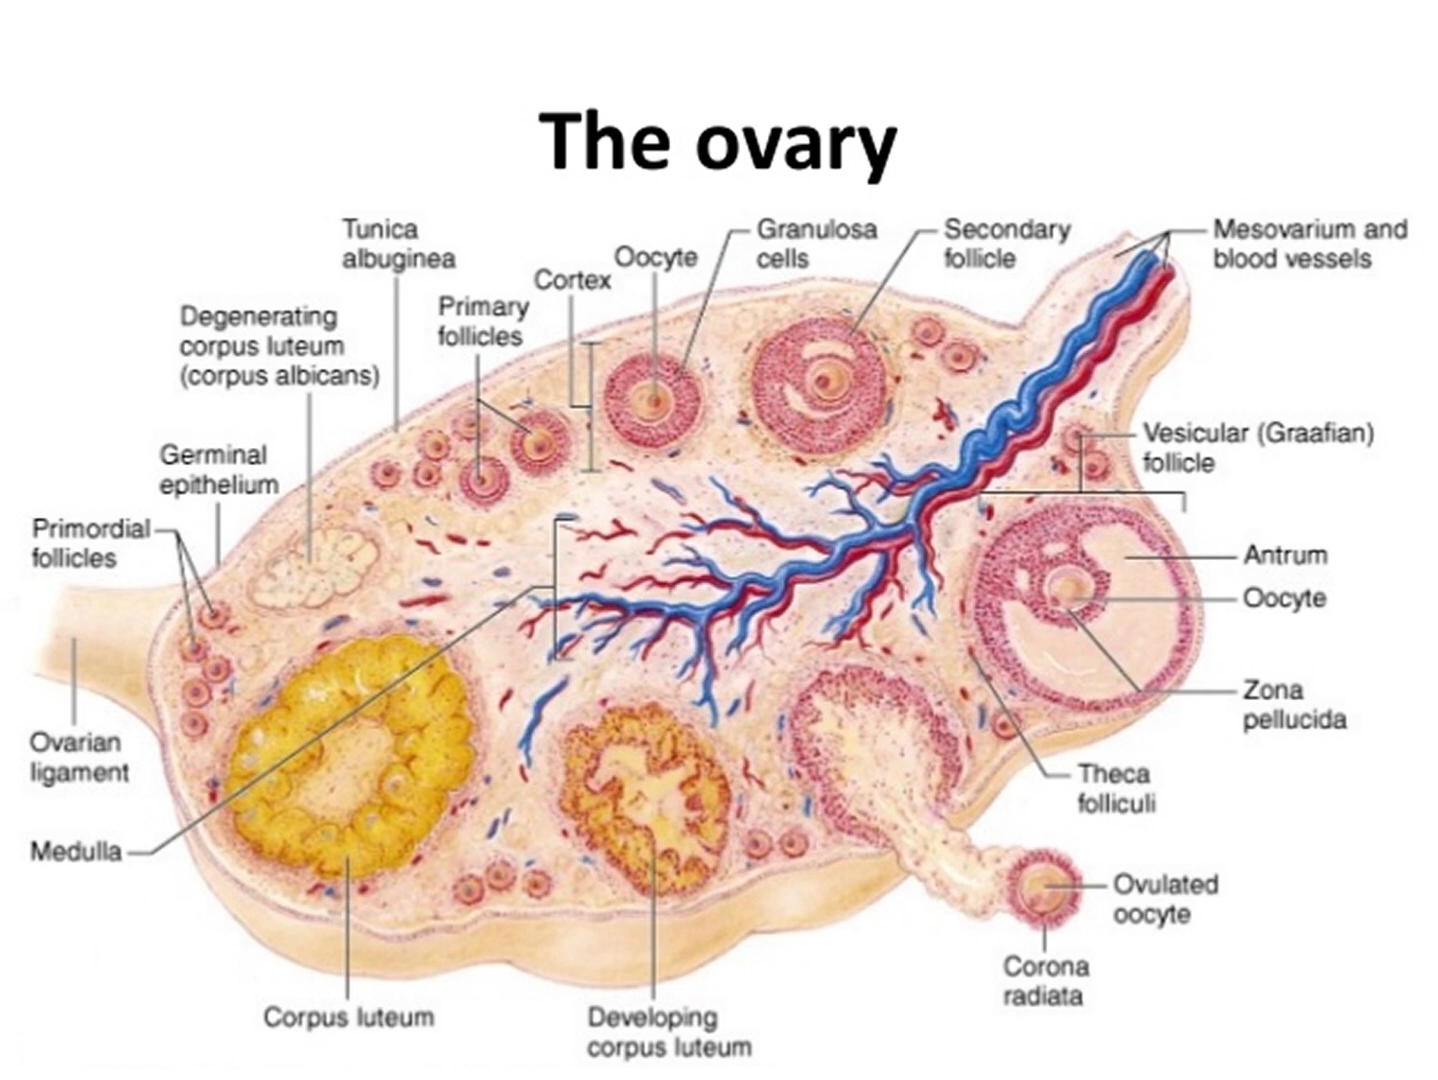 The ovary
Tunica
albuginea
Granulosa
cells
Secondary
follicle
Mesovarium and
blood vessels
Oocyte
Cortex
Primary
follicles
Degenerating
corpus luteum
(corpus albicans)
Germinal
epithelium
Vesicular (Graafian)
follicle
Primordial
follicles
Antrum
Oocyte
Zona
pellucida
Ovarian
ligament
Theca
folliculi
Medulla
Ovulated
oocyte
Corona
radiata
Corpus luteum
Developing
corpus luteum